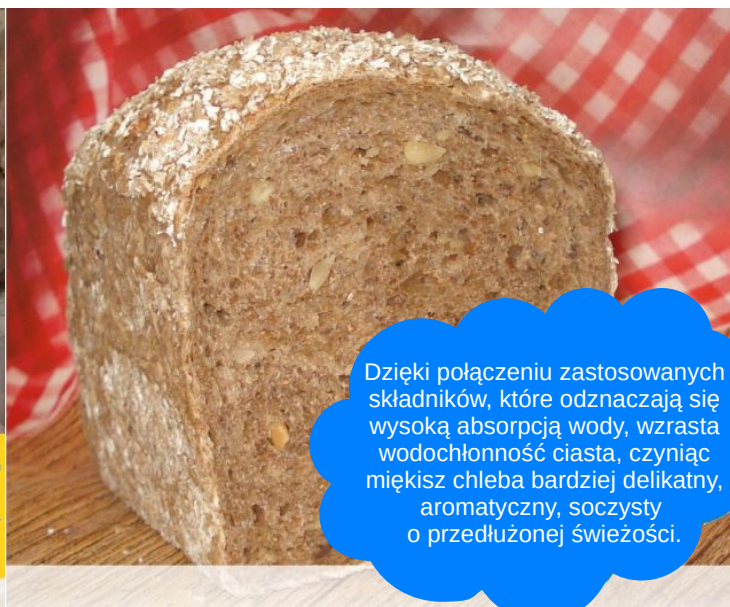 Dzięki połączeniu zastosowanych
składników, które odznaczają się
wysoką absorpcją wody, wzrasta
wodochłonność ciasta, czyniąc
miękisz chleba bardziej delikatny,
aromatyczny, soczysty
o przedłużonej świeżości.